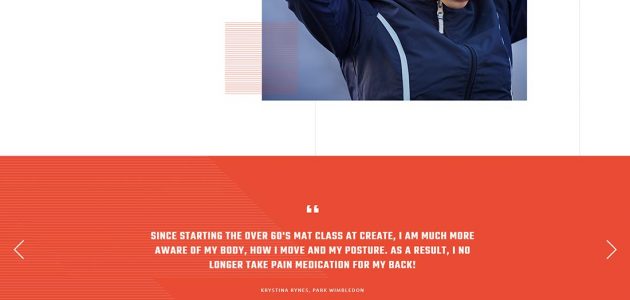 SINCE STARTING THE OVER 60'S MAT CLASS AT CREATE, I AM MUCH MORE
AWARE OF MY BODY, HOW I MOVE AND MY POSTURE. AS A RESULT, I NO
LONGER TAKE PAIN MEDICATION FOR MY BACK!
KRYSTINA RYNES, PARK WIMBLEDON